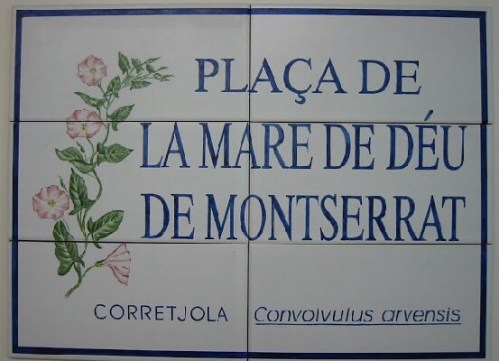 PLAÇA DE
LA MARE DE DÉU
DE MONTSERRAT
CORRETJOLA Convolvulus arvensis